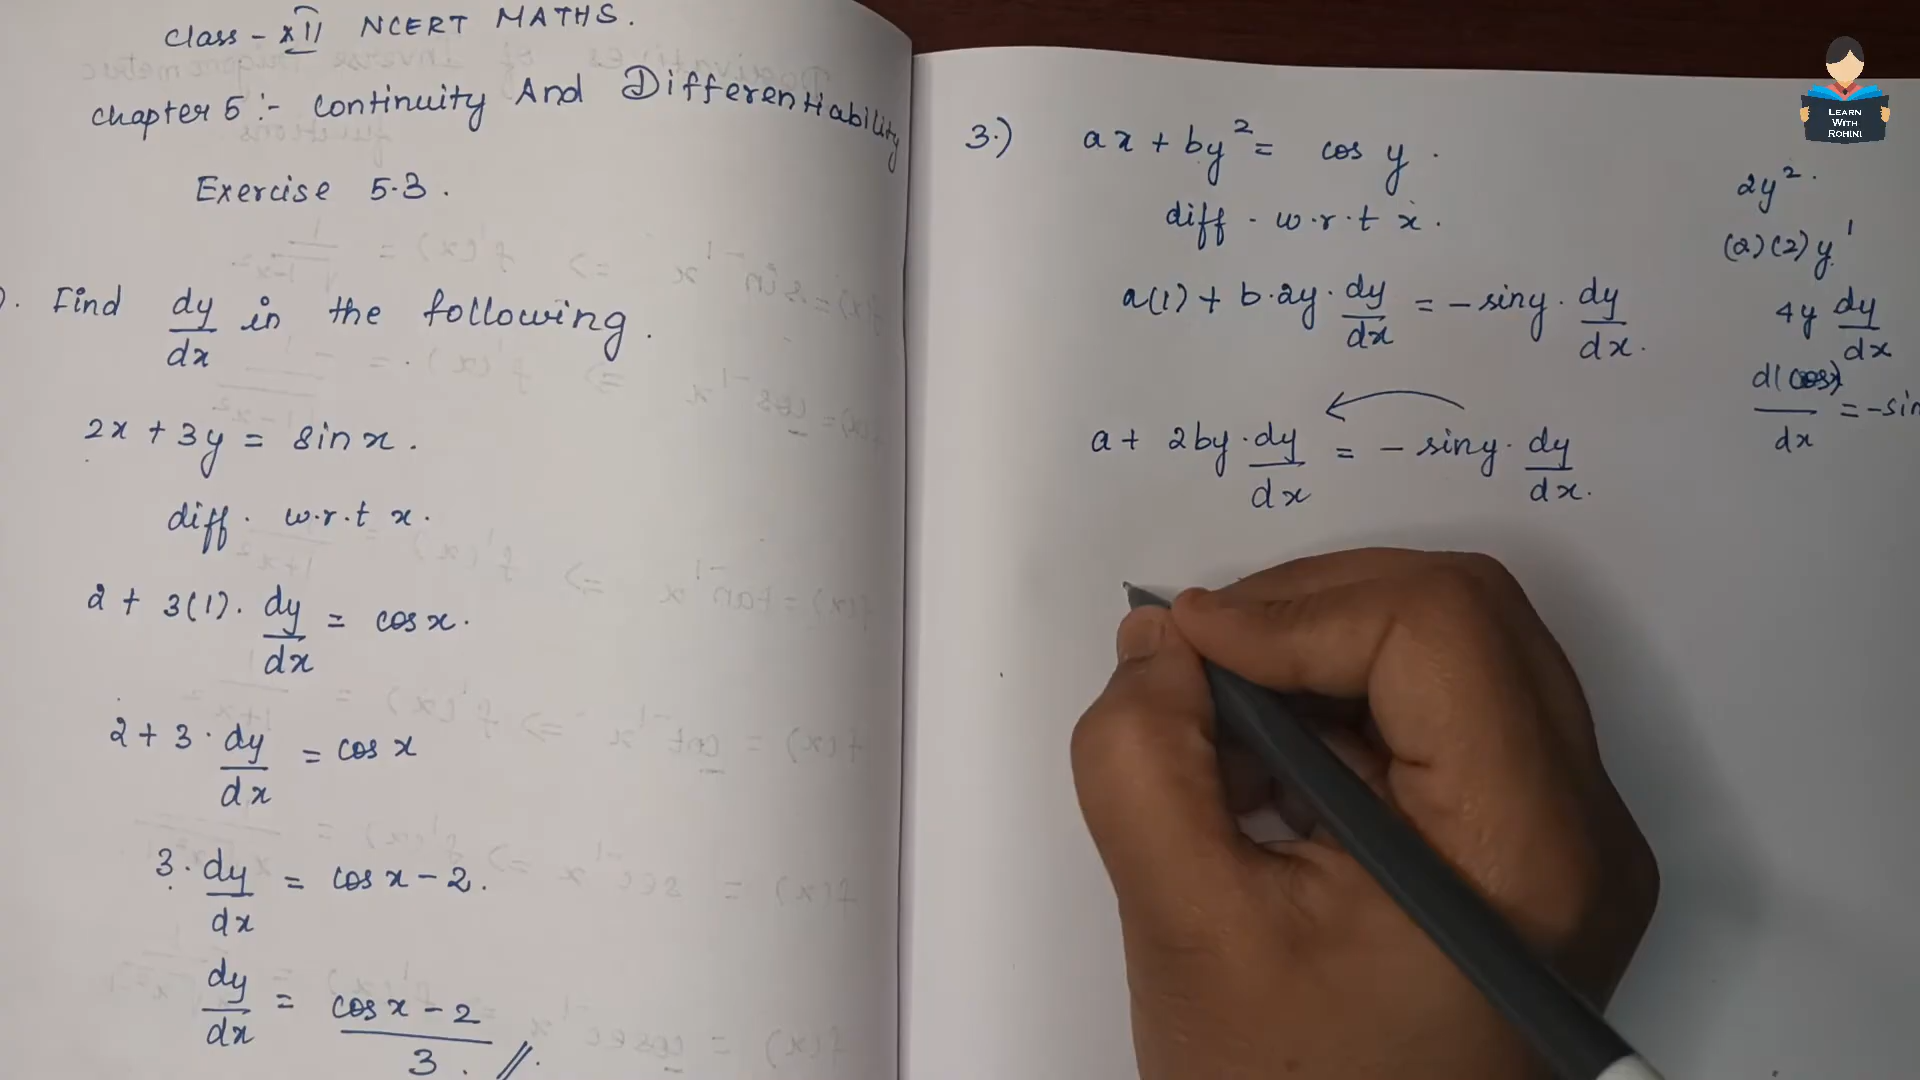 Class - XII NCERT MATHS.
Chapter 5 :- Continuity And Differentiability
Exercise 5.3.
). Find dy/dx in the following.
2x + 3y = sin x.
diff. w.r.t x.
2 + 3(1). dy/dx = cos x.
2 + 3 · dy/dx = cos x
3 · dy/dx = cos x - 2.
dy/dx = cos x - 2 / 3 . //
3.) ax + by² = cos y .
diff . w.r.t x .
a(1) + b·2y · dy/dx = - sin y · dy/dx.
a + 2by · dy/dx = - sin y · dy/dx.
2y² .
(2)(2) y¹
4y dy/dx
d(cos x)/dx = -sin
LEARN
WITH
ROHINI